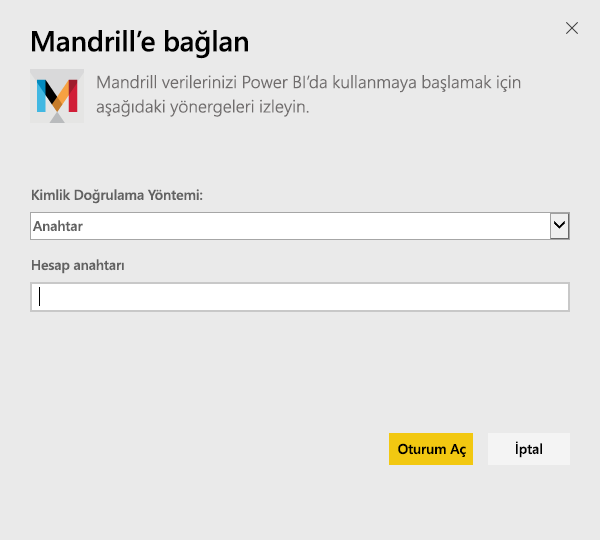 Mandrill’e bağlan
Mandrill verilerinizi Power BI’da kullanmaya başlamak için
aşağıdaki yönergeleri izleyin.
Kimlik Doğrulama Yöntemi:
Anahtar
Hesap anahtarı
Oturum Aç
İptal